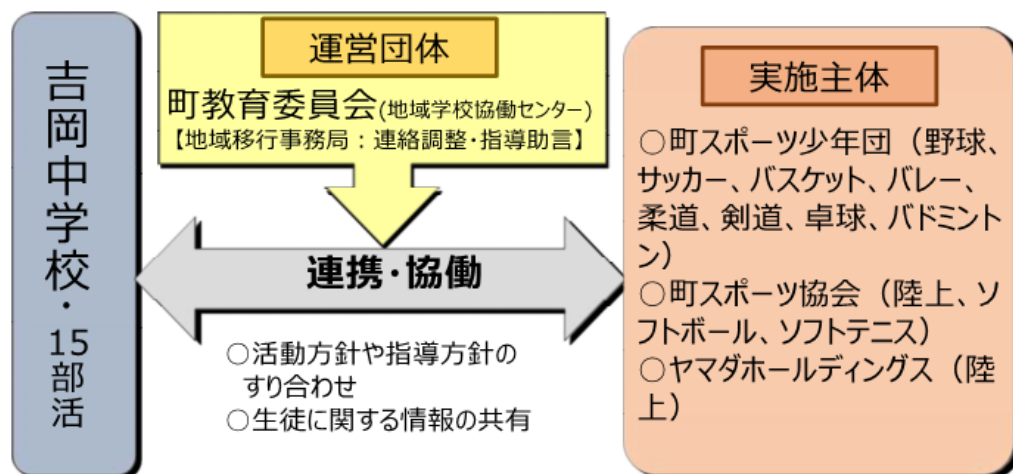 吉岡中学校・15部活
運営団体
町教育委員会(地域学校協働センター)
【地域移行事務局：連絡調整・指導助言】
連携・協働
○活動方針や指導方針の
すり合わせ
○生徒に関する情報の共有
実施主体
○町スポーツ少年団（野球、
サッカー、バスケット、バレー、
柔道、剣道、卓球、バドミント
ン）
○町スポーツ協会（陸上、ソ
フトボール、ソフトテニス）
○ヤマダホールディングス（陸
上）